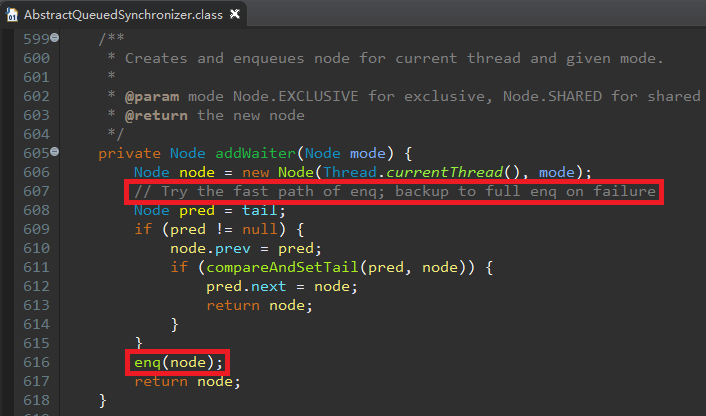 AbstractQueuedSynchronizer.class
599 /**
600 * Creates and enqueues node for current thread and given mode.
601 *
602 * @param mode Node.EXCLUSIVE for exclusive, Node.SHARED for shared
603 * @return the new node
604 */
605 private Node addWaiter(Node mode) {
606 Node node = new Node(Thread.currentThread(), mode);
607 // Try the fast path of enq; backup to full enq on failure
608 Node pred = tail;
609 if (pred != null) {
610 node.prev = pred;
611 if (compareAndSetTail(pred, node)) {
612 pred.next = node;
613 return node;
614 }
615 }
616 enq(node);
617 return node;
618 }